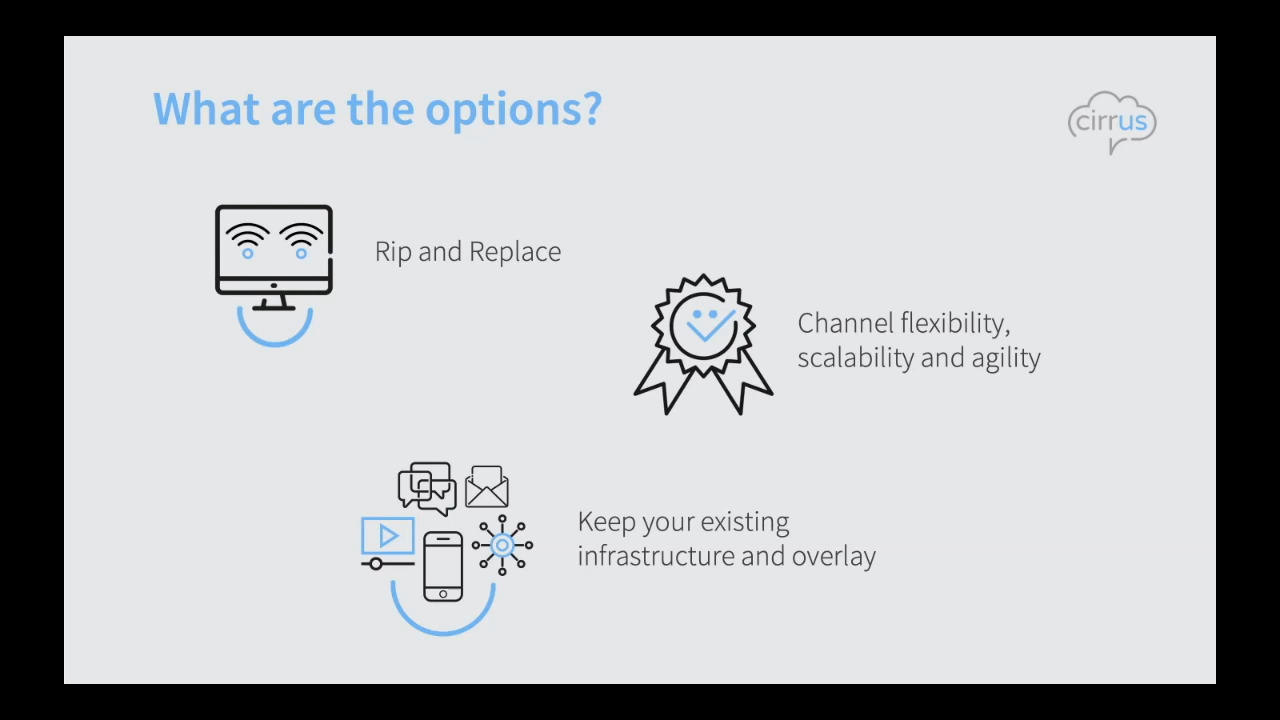 What are the options?
cirrus
Rip and Replace
Channel flexibility,
scalability and agility
Keep your existing
infrastructure and overlay